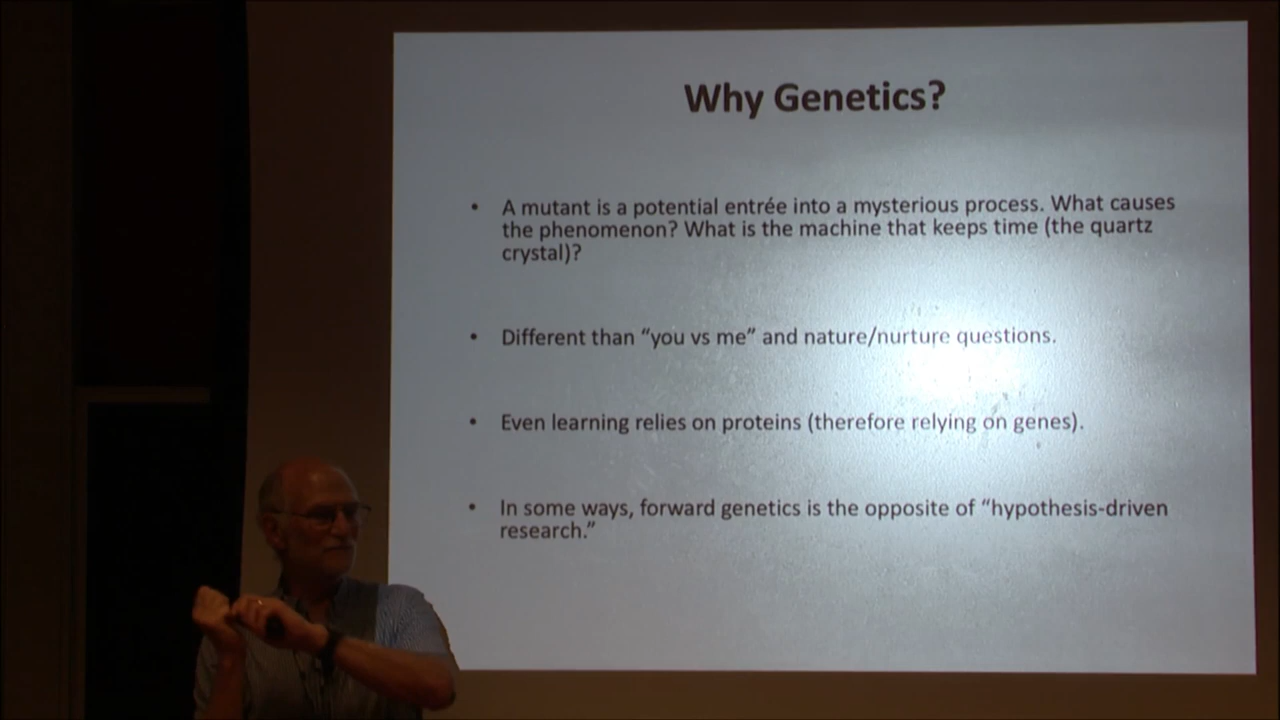 Why Genetics?
• A mutant is a potential entrée into a mysterious process. What causes
the phenomenon? What is the machine that keeps time (the quartz
crystal)?
• Different than “you vs me” and nature/nurture questions.
• Even learning relies on proteins (therefore relying on genes).
• In some ways, forward genetics is the opposite of “hypothesis-driven
research.”